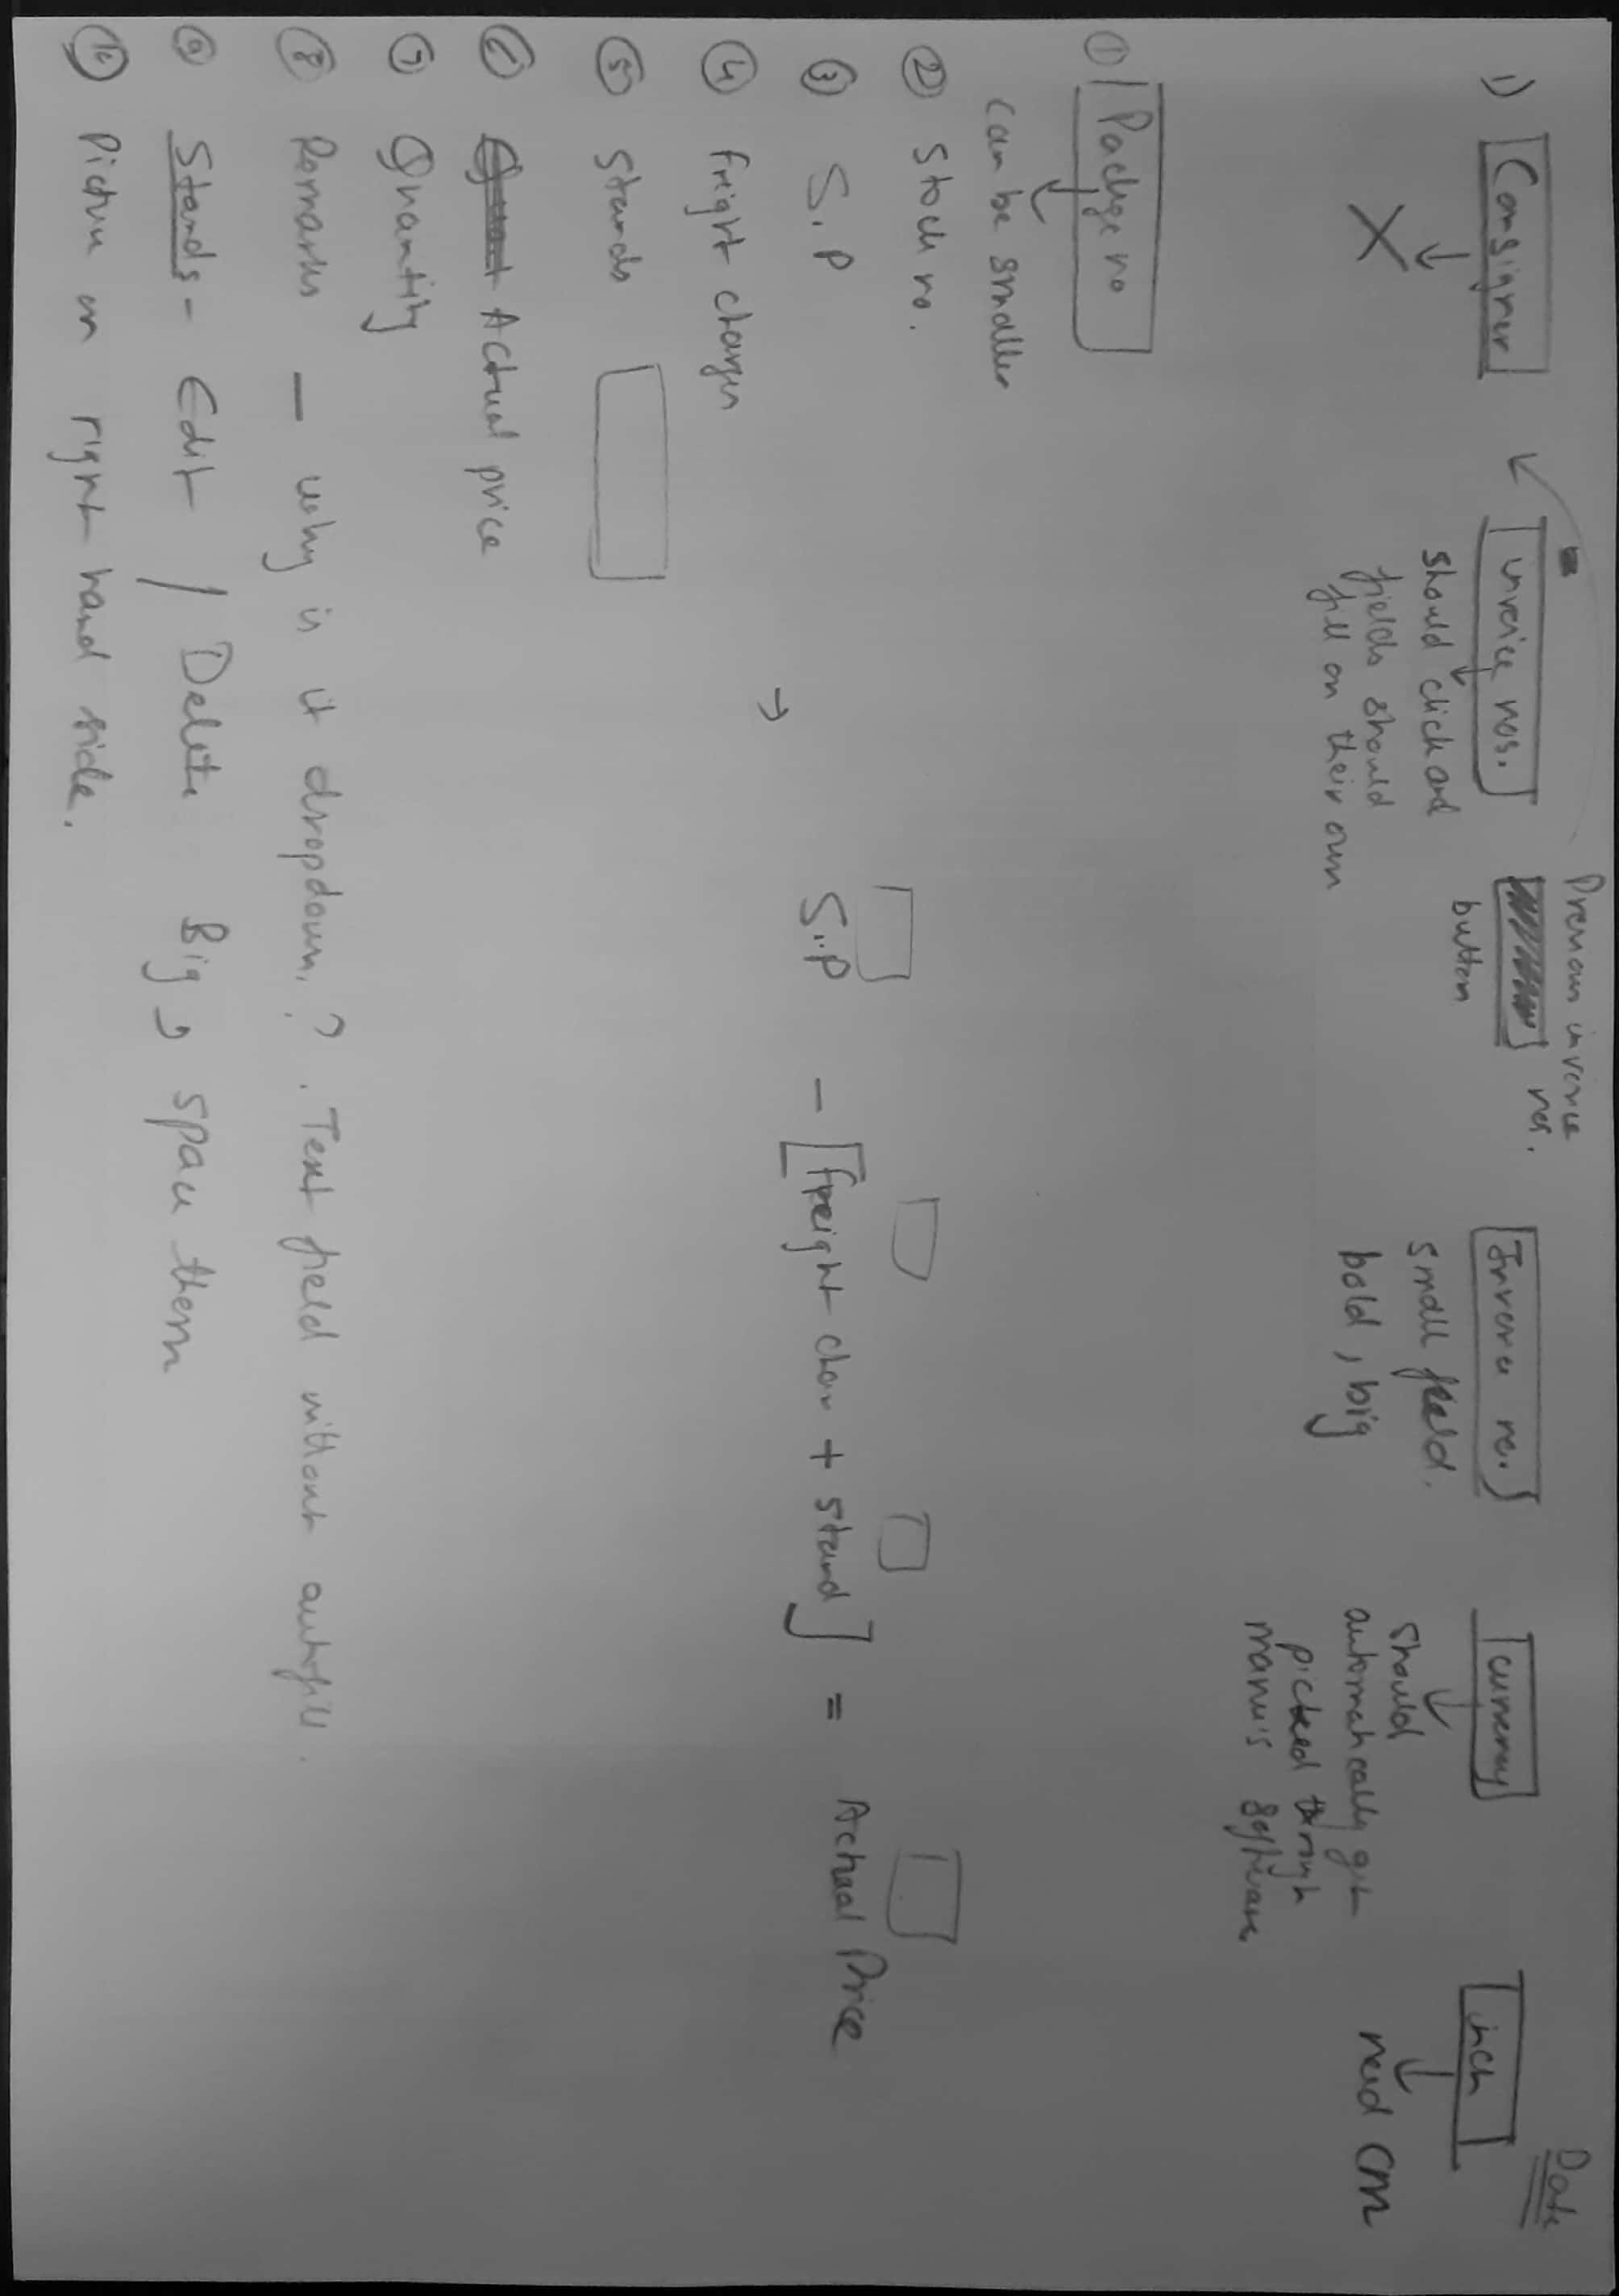 Date
Previous invoice
nos.
1) Consigner
invoice nos.
button
Invoice no.
currency
inch
should click and
fields should
fill on their own
small field.
bold, big
should
automatically get
picked through
manu's software
need cm
① Packge no
can be smaller
② Stock no.
③ S.P
S.P - [freight char + stand] = Actual Price
→
④ freight charges
⑤ Stands
⑥ Actual price
⑦ Quantity
⑧ Remarks — why is it dropdown? . Text field without autofill.
⑨ Stands - Edit / Delete Big, space them
⑩ Picture on right hand side.